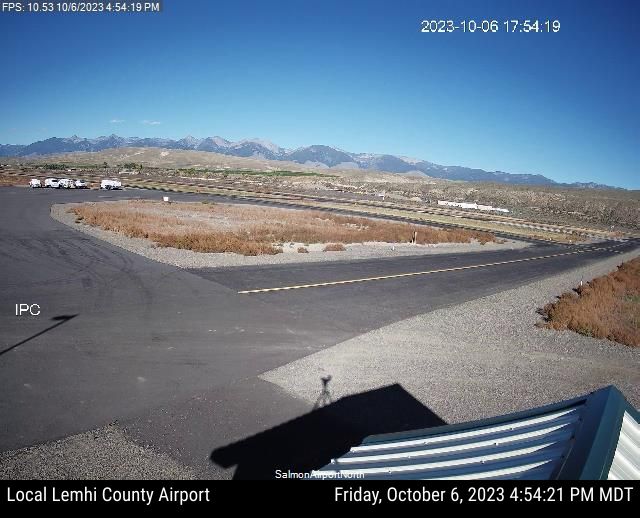 FPS: 10.53 10/6/2023 4:54:19 PM
2023-10-06 17:54:19
IPC
SalmonAirportNorth
Local Lemhi County Airport Friday, October 6, 2023 4:54:21 PM MDT